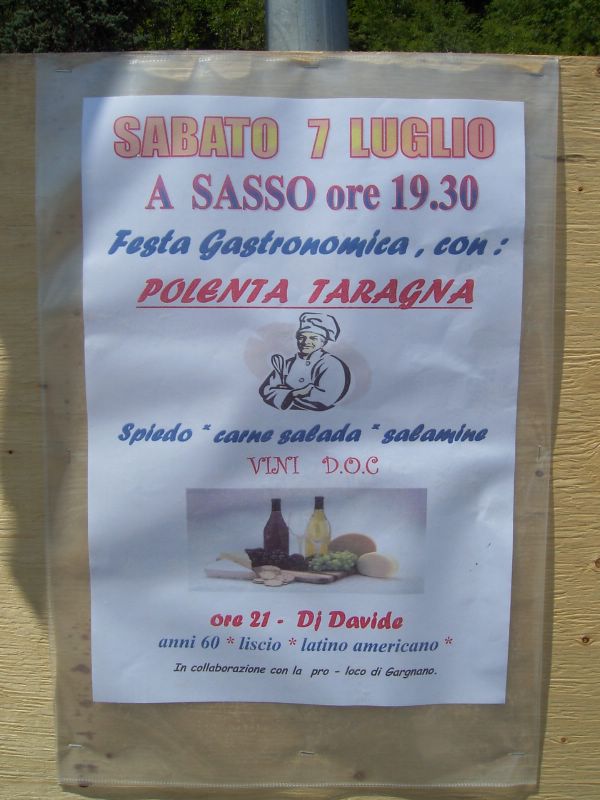 SABATO 7 LUGLIO
A SASSO ore 19.30
Festa Gastronomica , con :
POLENTA TARAGNA
Spiedo * carne salada * salamine
VINI D.O.C
ore 21 - Dj Davide
anni 60 * liscio * latino americano *
In collaborazione con la pro - loco di Gargnano.